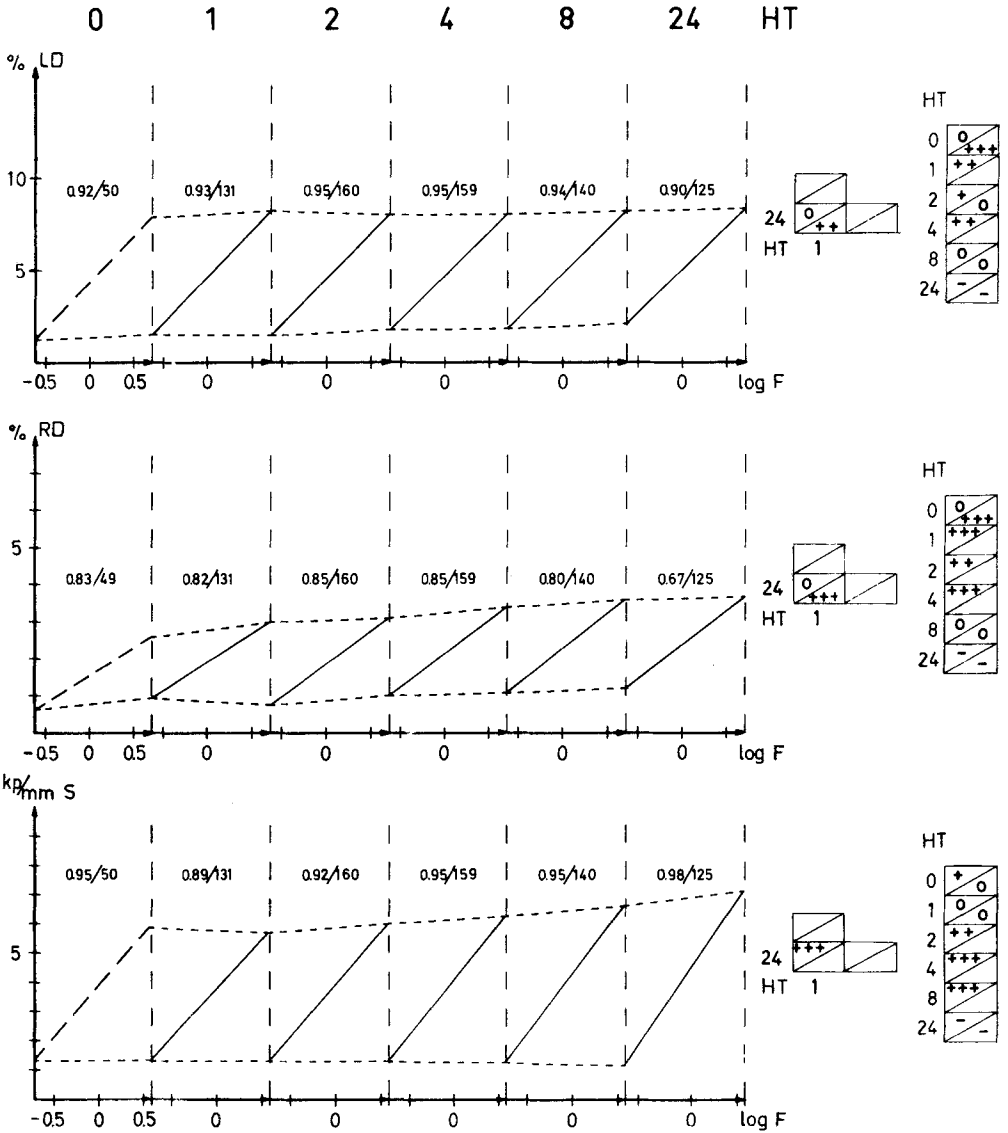 0 1 2 4 8 24 HT
% LD
10
5
0.92/50 0.93/131 0.95/160 0.95/159 0.94/140 0.90/125
-0.5 0 0.5 0 0 0 0 0 log F
24 O ++
HT 1
HT
0 O +++
1 ++
2 + O
4 ++
8 O O
24 - -
% RD
5
0.83/49 0.82/131 0.85/160 0.85/159 0.80/140 0.67/125
-0.5 0 0.5 0 0 0 0 0 log F
24 O +++
HT 1
HT
0 O +++
1 +++
2 ++
4 +++
8 O O
24 - -
kp/mm S
5
0.95/50 0.89/131 0.92/160 0.95/159 0.95/140 0.98/125
-0.5 0 0.5 0 0 0 0 0 log F
24 +++
HT 1
HT
0 + O
1 O O
2 ++
4 +++
8 +++
24 - -